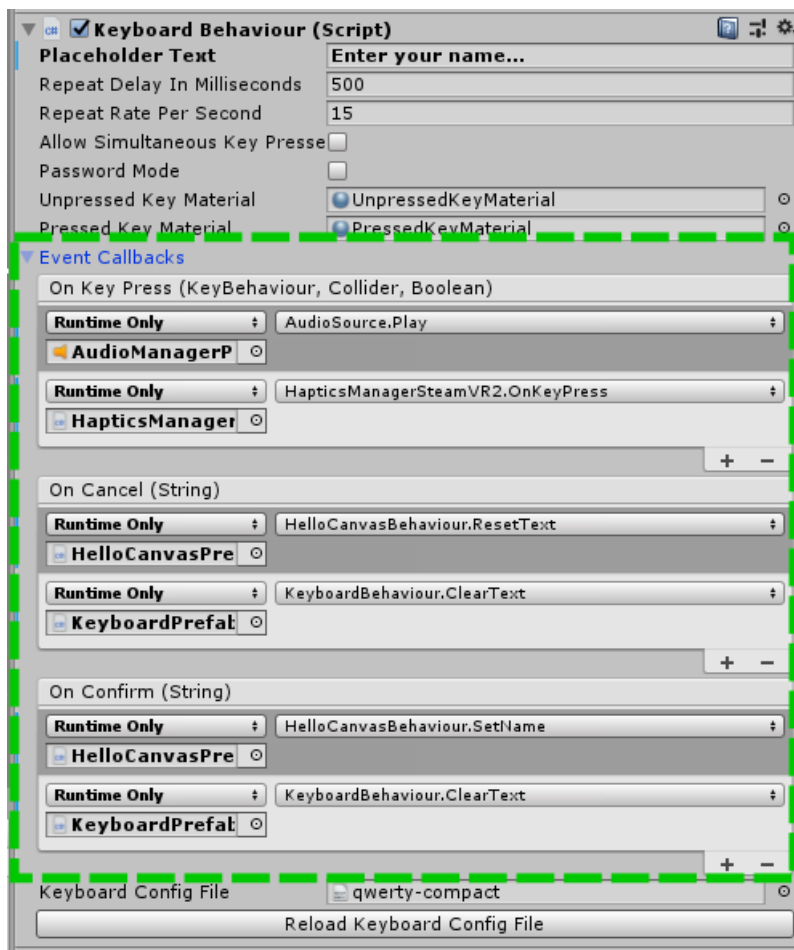 Keyboard Behaviour (Script)
Placeholder Text Enter your name...
Repeat Delay In Milliseconds 500
Repeat Rate Per Second 15
Allow Simultaneous Key Presse
Password Mode
Unpressed Key Material UnpressedKeyMaterial
Pressed Key Material PressedKeyMaterial
Event Callbacks
On Key Press (KeyBehaviour, Collider, Boolean)
Runtime Only AudioSource.Play
AudioManagerP
Runtime Only HapticsManagerSteamVR2.OnKeyPress
HapticsManager
+ −
On Cancel (String)
Runtime Only HelloCanvasBehaviour.ResetText
HelloCanvasPre
Runtime Only KeyboardBehaviour.ClearText
KeyboardPrefab
+ −
On Confirm (String)
Runtime Only HelloCanvasBehaviour.SetName
HelloCanvasPre
Runtime Only KeyboardBehaviour.ClearText
KeyboardPrefab
+ −
Keyboard Config File qwerty-compact
Reload Keyboard Config File